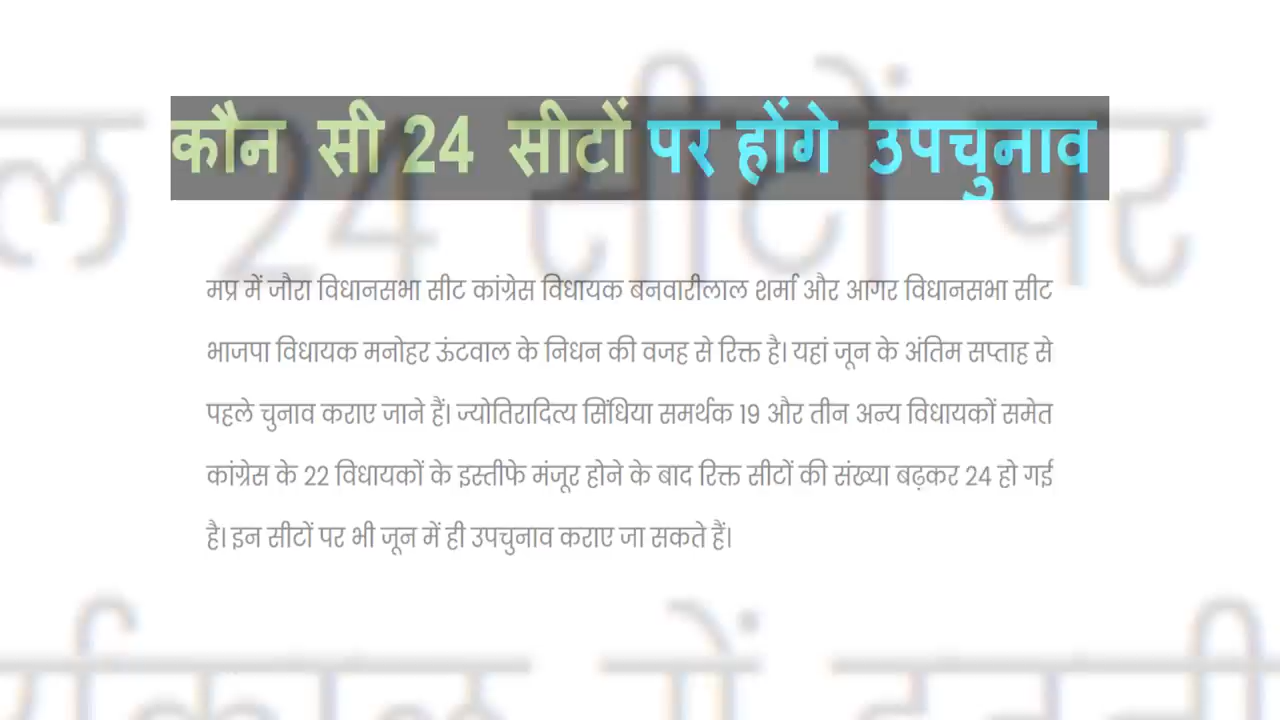 कौन सी 24 सीटों पर होंगे उपचुनाव
मप्र में जौरा विधानसभा सीट कांग्रेस विधायक बनवारीलाल शर्मा और आगर विधानसभा सीट
भाजपा विधायक मनोहर ऊंटवाल के निधन की वजह से रिक्त है। यहां जून के अंतिम सप्ताह से
पहले चुनाव कराए जाने हैं। ज्योतिरादित्य सिंधिया समर्थक 19 और तीन अन्य विधायकों समेत
कांग्रेस के 22 विधायकों के इस्तीफे मंजूर होने के बाद रिक्त सीटों की संख्या बढ़कर 24 हो गई
है। इन सीटों पर भी जून में ही उपचुनाव कराए जा सकते हैं।